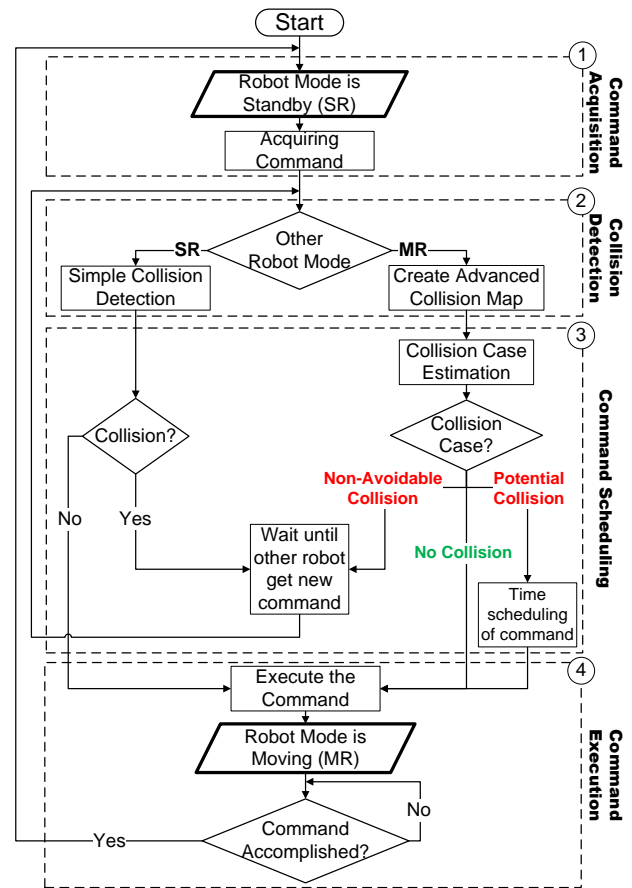 Start
1
Robot Mode is
Standby (SR)
Acquiring
Command
Command
Acquisition
2
Other
Robot Mode
SR
MR
Simple Collision
Detection
Create Advanced
Collision Map
Collision
Detection
3
Collision Case
Estimation
Collision?
Collision
Case?
Non-Avoidable
Collision
Potential
Collision
No
Yes
No Collision
Wait until
other robot
get new
command
Time
scheduling
of command
Command Scheduling
4
Execute the
Command
Robot Mode is
Moving (MR)
No
Yes
Command
Accomplished?
Command
Execution